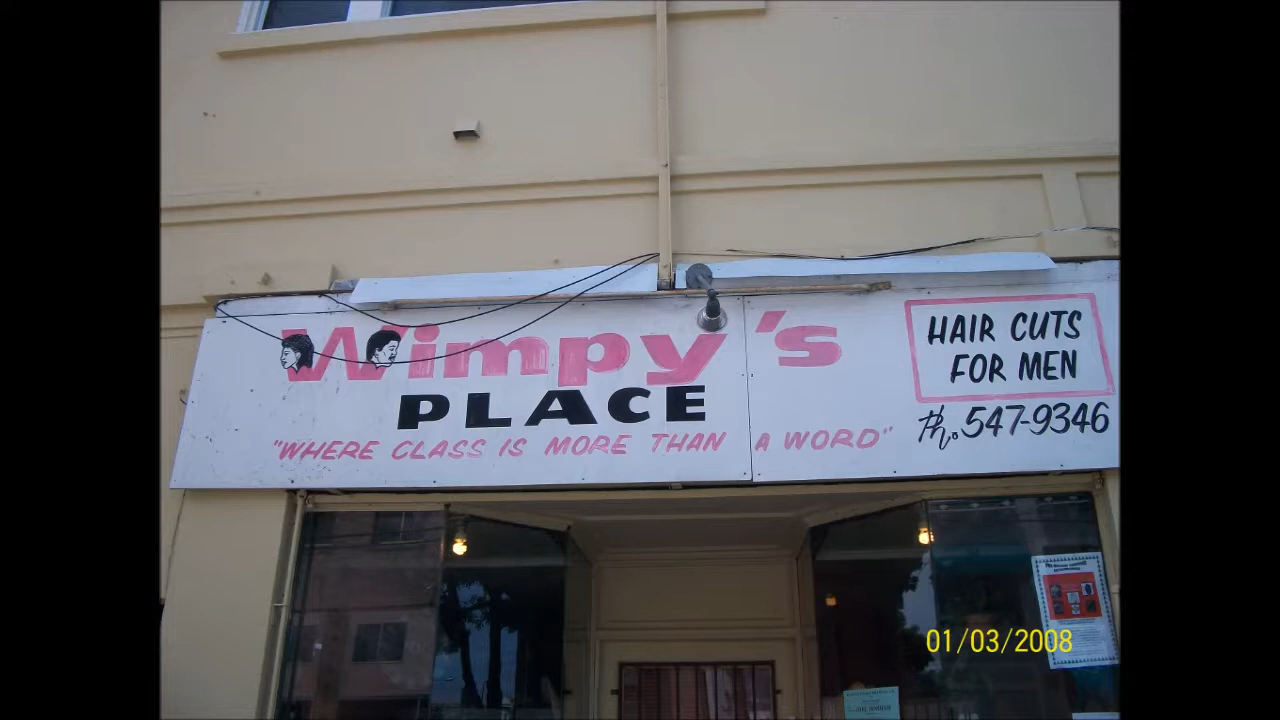 Wimpy's
PLACE
"WHERE CLASS IS MORE THAN A WORD"
HAIR CUTS
FOR MEN
Ph. 547-9346
01/03/2008